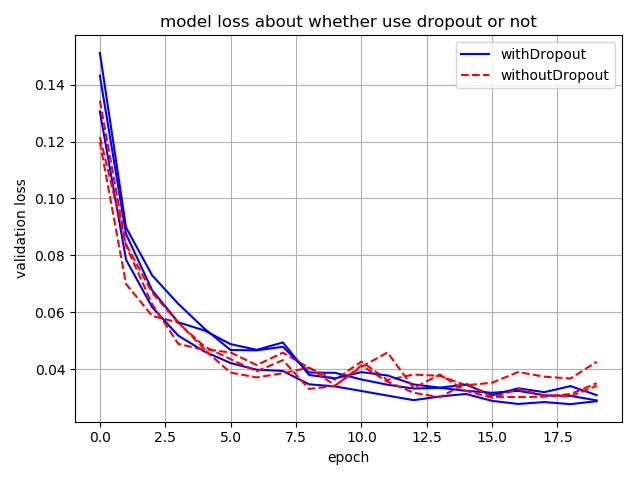 model loss about whether use dropout or not
withDropout
withoutDropout
0.14
0.12
0.10
0.08
0.06
0.04
validation loss
0.0 2.5 5.0 7.5 10.0 12.5 15.0 17.5
epoch